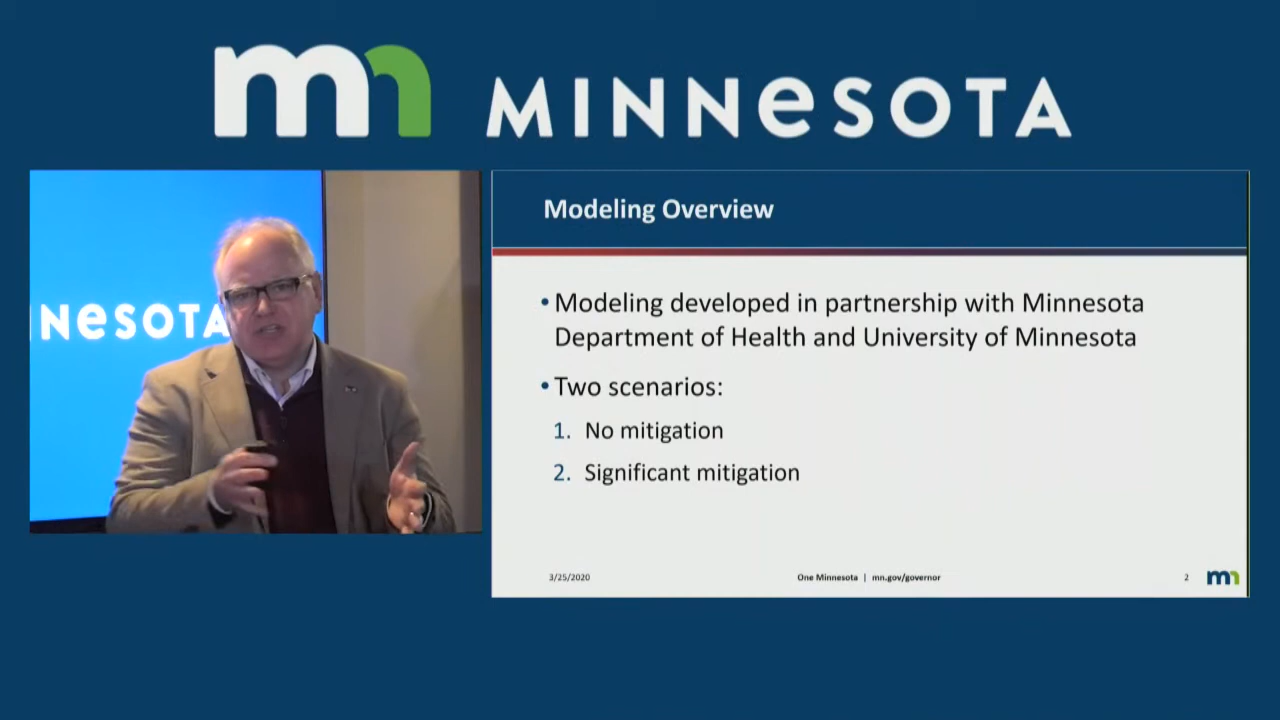 mn MINNeSOTA
NNeSOTA
Modeling Overview
• Modeling developed in partnership with Minnesota
Department of Health and University of Minnesota
• Two scenarios:
1. No mitigation
2. Significant mitigation
3/25/2020 One Minnesota | mn.gov/governor 2 mn